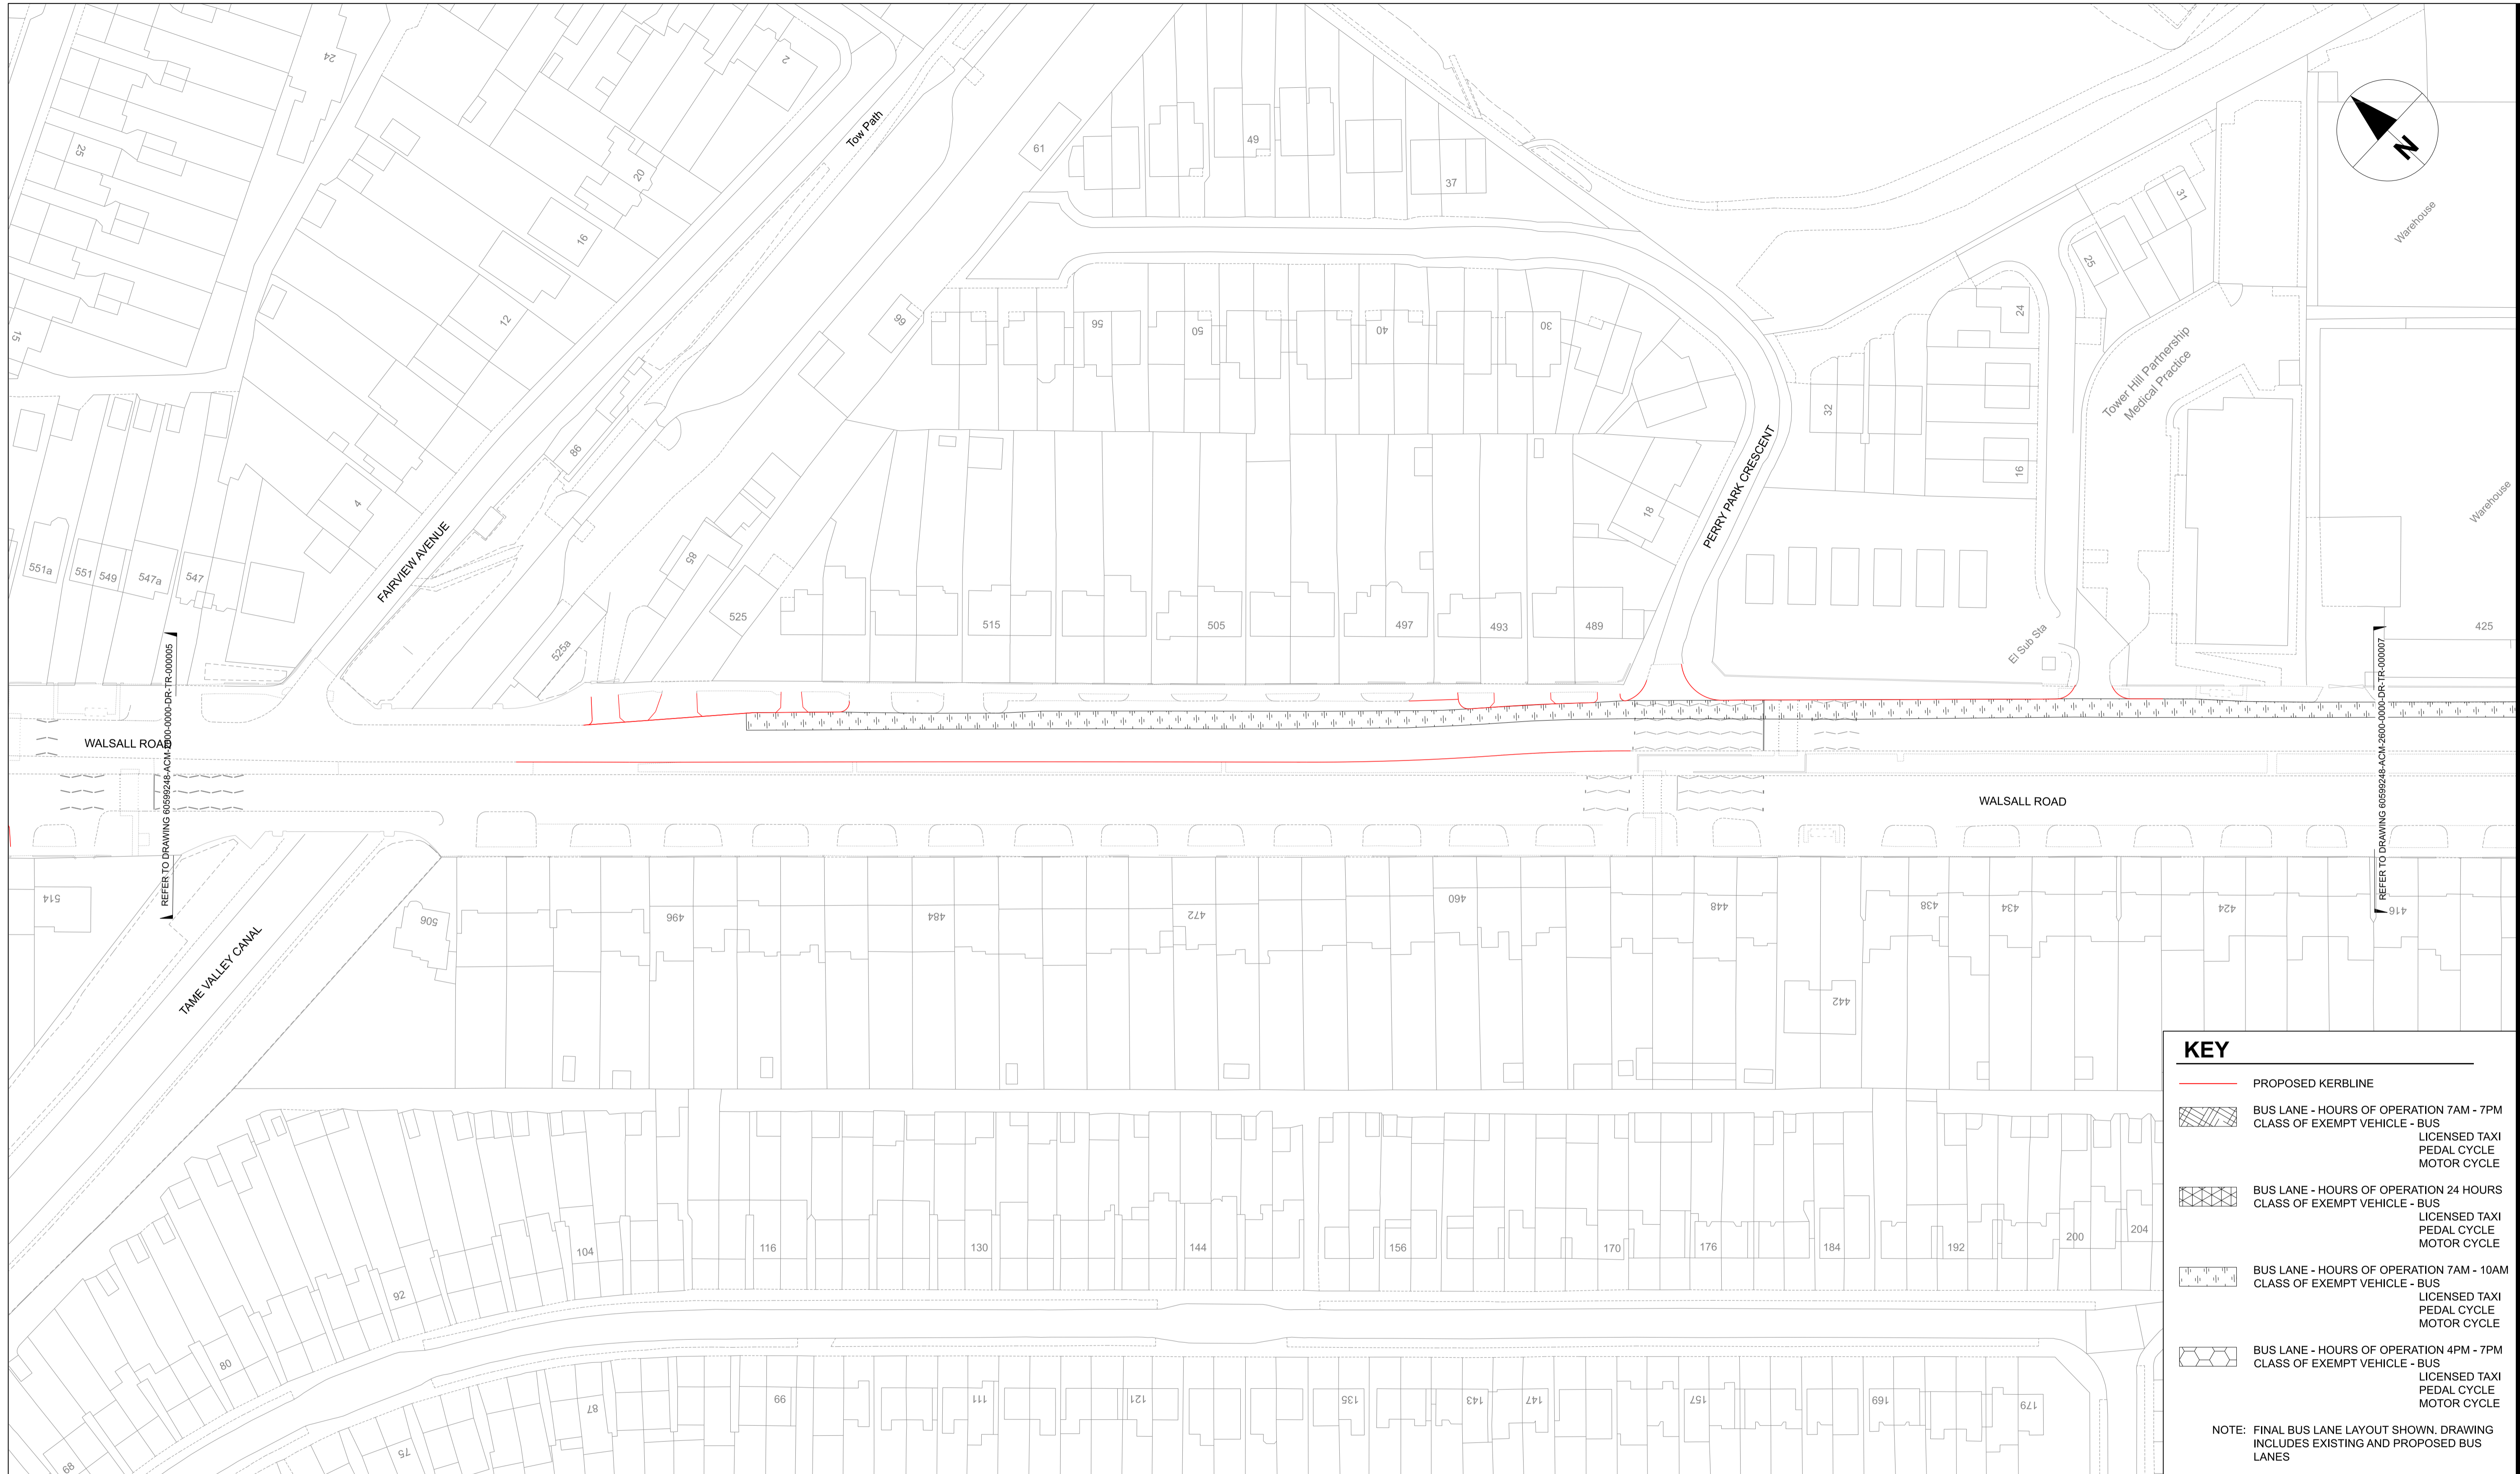 24
2
Tow Path
25
20
16
12
15
61
49
37
66
56
50
40
30
N
31
25
24
Warehouse
Tower Hill Partnership
Medical Practice
32
16
Warehouse
86
4
FAIRVIEW AVENUE
PERRY PARK CRESCENT
18
551a
551
549
547a
547
85
525
525a
515
505
497
493
489
El Sub Sta
425
WALSALL ROAD
REFER TO DRAWING 60599248-ACM-2600-0000-DR-TR-000005
REFER TO DRAWING 60599248-ACM-2600-0000-DR-TR-000007
WALSALL ROAD
514
506
496
484
472
460
448
442
438
434
424
416
TAME VALLEY CANAL
104
116
130
144
156
170
176
184
192
200
204
92
80
68
75
87
99
111
121
135
143
147
157
169
179
KEY
PROPOSED KERBLINE
BUS LANE - HOURS OF OPERATION 7AM - 7PM
CLASS OF EXEMPT VEHICLE - BUS
LICENSED TAXI
PEDAL CYCLE
MOTOR CYCLE
BUS LANE - HOURS OF OPERATION 24 HOURS
CLASS OF EXEMPT VEHICLE - BUS
LICENSED TAXI
PEDAL CYCLE
MOTOR CYCLE
BUS LANE - HOURS OF OPERATION 7AM - 10AM
CLASS OF EXEMPT VEHICLE - BUS
LICENSED TAXI
PEDAL CYCLE
MOTOR CYCLE
BUS LANE - HOURS OF OPERATION 4PM - 7PM
CLASS OF EXEMPT VEHICLE - BUS
LICENSED TAXI
PEDAL CYCLE
MOTOR CYCLE
NOTE: FINAL BUS LANE LAYOUT SHOWN. DRAWING
INCLUDES EXISTING AND PROPOSED BUS
LANES